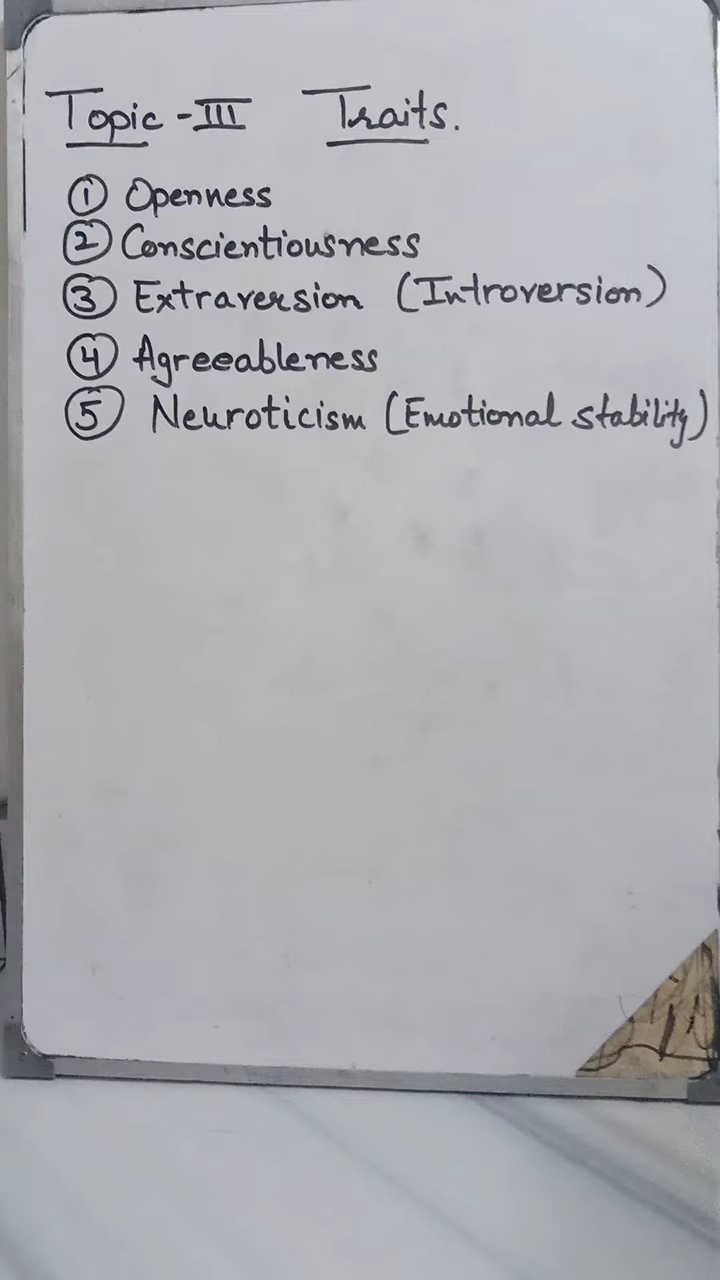 Topic - III Traits.
① Openness
② Conscientiousness
③ Extraversion (Introversion)
④ Agreeableness
⑤ Neuroticism (Emotional stability)